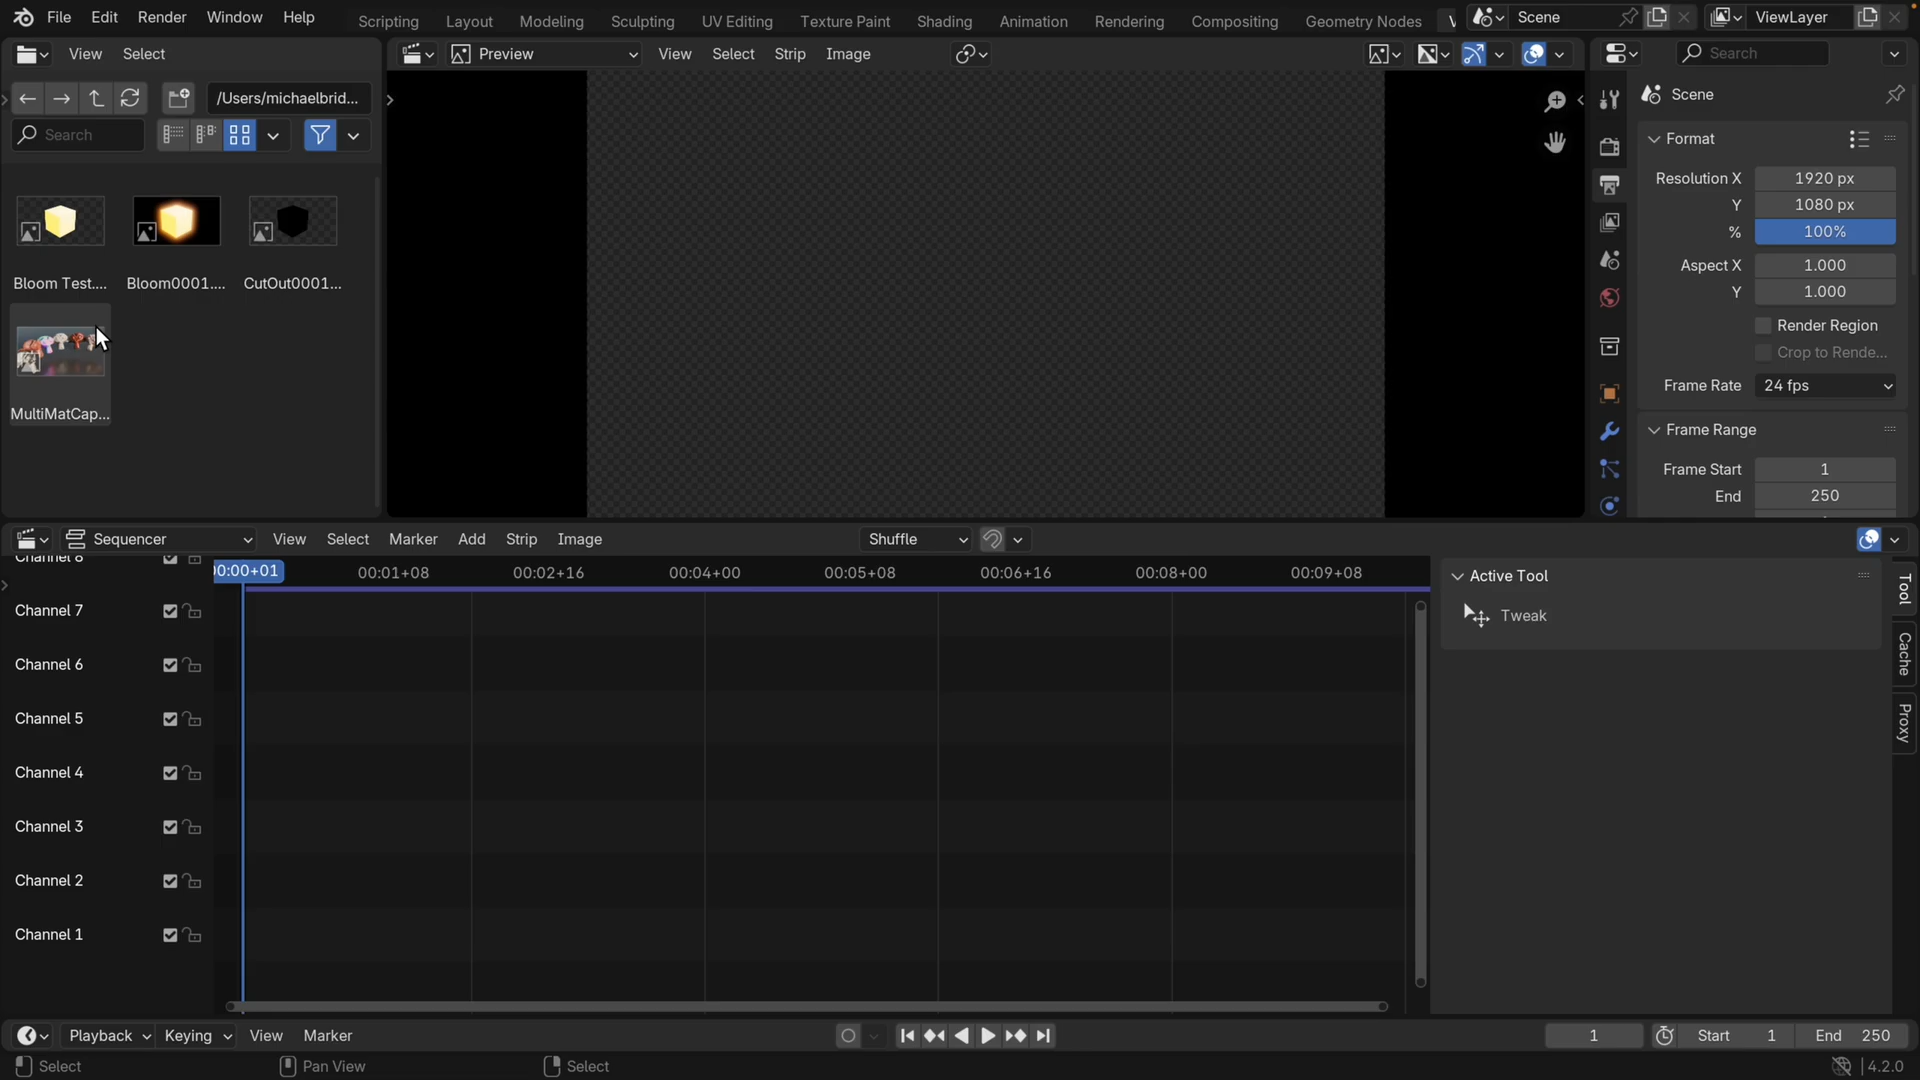 File Edit Render Window Help Scripting Layout Modeling Sculpting UV Editing Texture Paint Shading Animation Rendering Compositing Geometry Nodes Scene ViewLayer
View Select
Preview View Select Strip Image
Search
/Users/michaelbrid...
Search
Bloom Test.... Bloom0001.... CutOut0001...
MultiMatCap...
Scene
Format
Resolution X 1920 px
Y 1080 px
% 100%
Aspect X 1.000
Y 1.000
Render Region
Crop to Rende...
Frame Rate 24 fps
Frame Range
Frame Start 1
End 250
Sequencer View Select Marker Add Strip Image Shuffle
00:00+01 00:01+08 00:02+16 00:04+00 00:05+08 00:06+16 00:08+00 00:09+08
Channel 8
Channel 7
Channel 6
Channel 5
Channel 4
Channel 3
Channel 2
Channel 1
Active Tool
Tweak
Tool
Cache
Proxy
Playback Keying View Marker 1 Start 1 End 250
Select Pan View Select 4.2.0